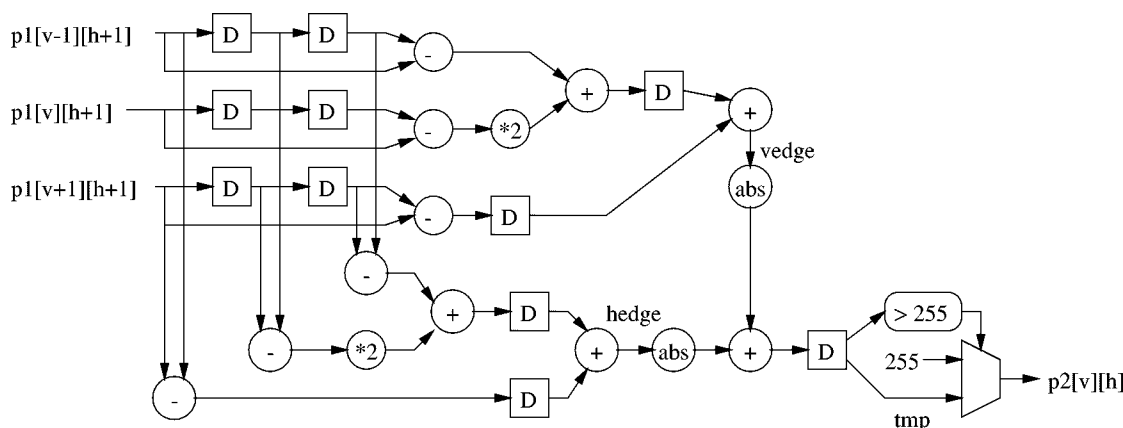 p1[v-1][h+1]
D
D
-
+
D
p1[v][h+1]
D
D
-
*2
+
vedge
p1[v+1][h+1]
D
D
-
D
abs
-
+
D
hedge
> 255
-
*2
+
abs
+
D
255
p2[v][h]
-
D
tmp